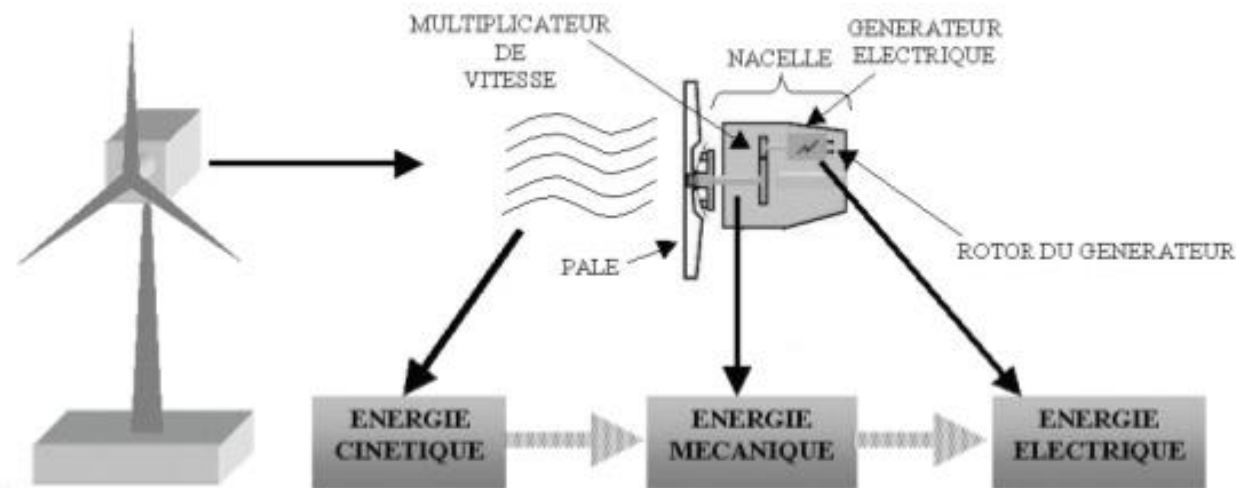 MULTIPLICATEUR
DE
VITESSE
NACELLE
GENERATEUR
ELECTRIQUE
PALE
ROTOR DU GENERATEUR
ENERGIE
CINETIQUE
ENERGIE
MECANIQUE
ENERGIE
ELECTRIQUE